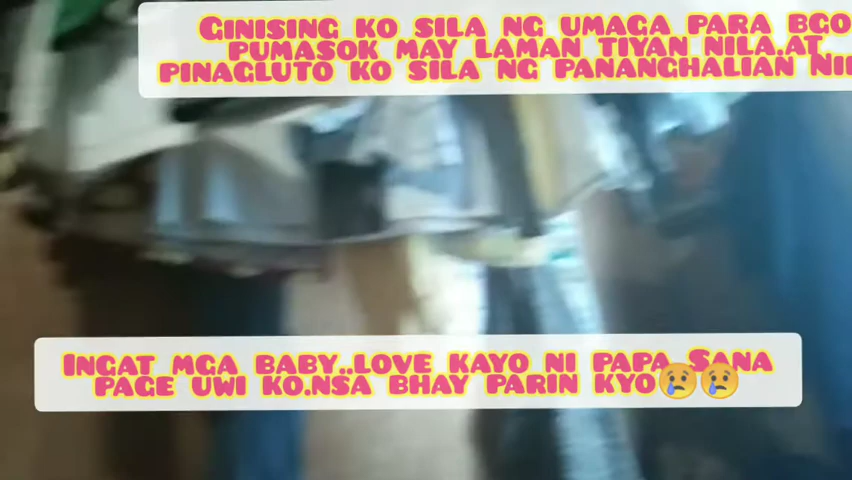 Ginising ko sila ng umaga para bgo
pumasok may laman tiyan nila.at
pinagluto ko sila ng pananghalian
Ingat mga baby..love kayo ni papa Sana
page uwi ko.nsa bhay parin kyo😢😢